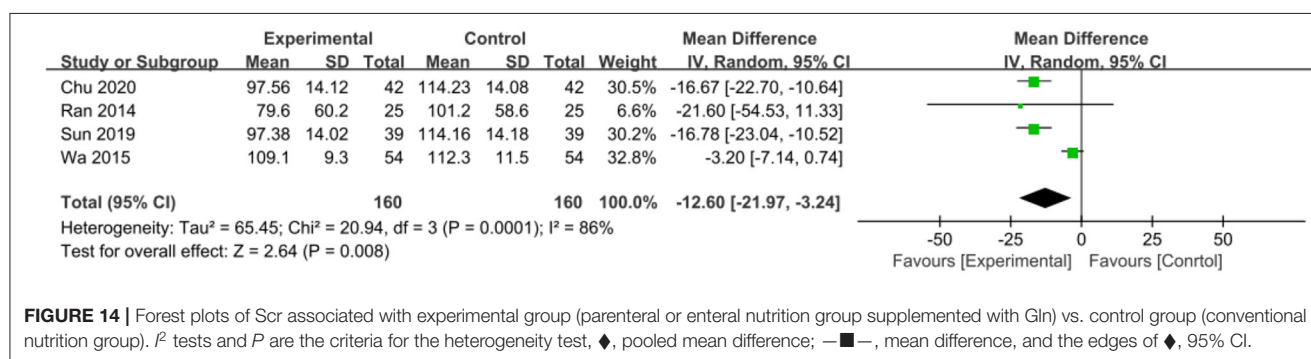 Experimental Control Mean Difference Mean Difference
Study or Subgroup Mean SD Total Mean SD Total Weight IV, Random, 95% CI IV, Random, 95% CI
Chu 2020 97.56 14.12 42 114.23 14.08 42 30.5% -16.67 [-22.70, -10.64]
Ran 2014 79.6 60.2 25 101.2 58.6 25 6.6% -21.60 [-54.53, 11.33]
Sun 2019 97.38 14.02 39 114.16 14.18 39 30.2% -16.78 [-23.04, -10.52]
Wa 2015 109.1 9.3 54 112.3 11.5 54 32.8% -3.20 [-7.14, 0.74]
Total (95% CI) 160 160 100.0% -12.60 [-21.97, -3.24]
Heterogeneity: Tau² = 65.45; Chi² = 20.94, df = 3 (P = 0.0001); I² = 86%
Test for overall effect: Z = 2.64 (P = 0.008)
-50 -25 0 25 50
Favours [Experimental] Favours [Conrtol]
FIGURE 14 | Forest plots of Scr associated with experimental group (parenteral or enteral nutrition group supplemented with Gln) vs. control group (conventional
nutrition group). I² tests and P are the criteria for the heterogeneity test, ♦, pooled mean difference; —■—, mean difference, and the edges of ♦, 95% CI.